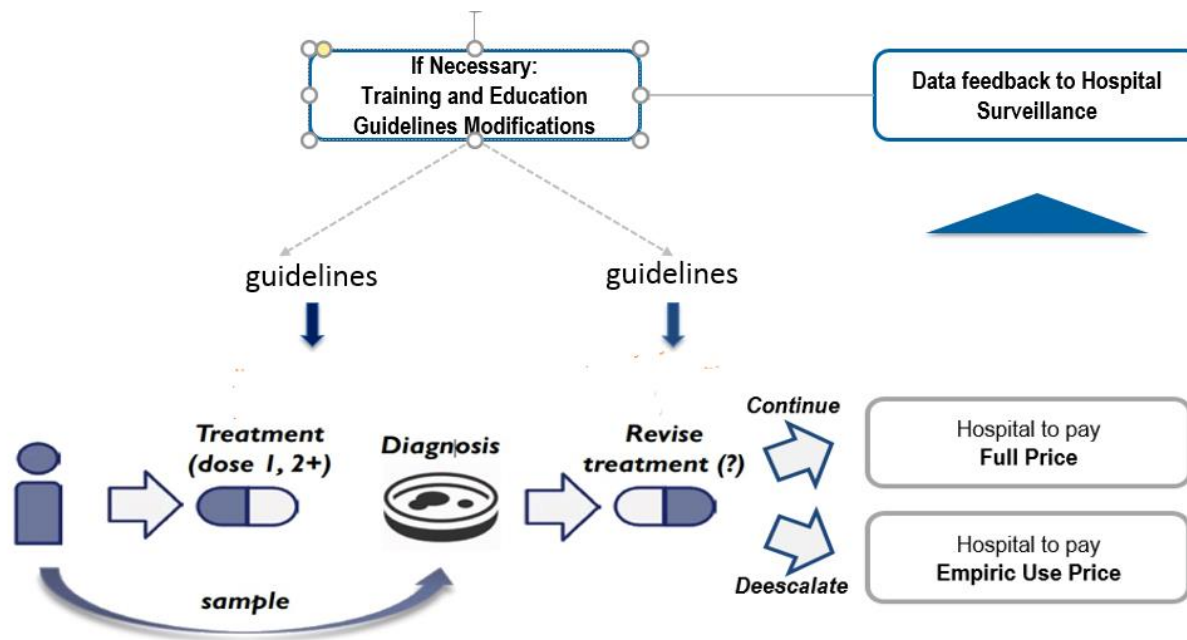 If Necessary:
Training and Education
Guidelines Modifications
Data feedback to Hospital
Surveillance
guidelines
guidelines
Treatment
(dose 1, 2+)
Diagnosis
Revise
treatment (?)
Continue
Deescalate
Hospital to pay
Full Price
Hospital to pay
Empiric Use Price
sample